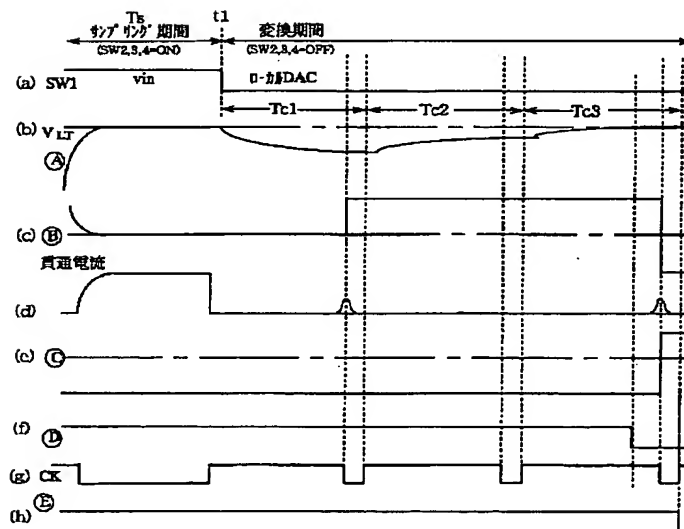 Ts
t1
サンプリング期間
変換期間
(SW2,3,4=ON)
(SW2,3,4=OFF)
(a) SW1
vin
ローカルDAC
Tc1
Tc2
Tc3
(b) VLT
Ⓐ
(c) Ⓑ
貫通電流
(d)
(e) Ⓒ
(f) Ⓓ
(g) CK
Ⓔ
(h)